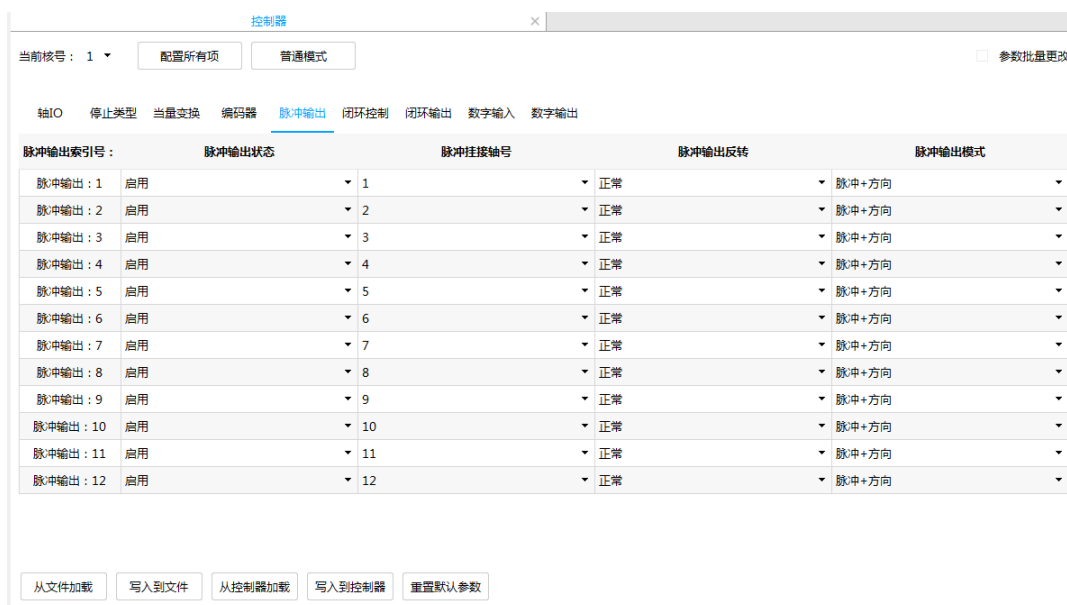 控制器
当前核号： 1 配置所有项 普通模式 参数批量更改
轴IO 停止类型 当量变换 编码器 脉冲输出 闭环控制 闭环输出 数字输入 数字输出
脉冲输出索引号： 脉冲输出状态 脉冲挂接轴号 脉冲输出反转 脉冲输出模式
脉冲输出：1 启用 1 正常 脉冲+方向
脉冲输出：2 启用 2 正常 脉冲+方向
脉冲输出：3 启用 3 正常 脉冲+方向
脉冲输出：4 启用 4 正常 脉冲+方向
脉冲输出：5 启用 5 正常 脉冲+方向
脉冲输出：6 启用 6 正常 脉冲+方向
脉冲输出：7 启用 7 正常 脉冲+方向
脉冲输出：8 启用 8 正常 脉冲+方向
脉冲输出：9 启用 9 正常 脉冲+方向
脉冲输出：10 启用 10 正常 脉冲+方向
脉冲输出：11 启用 11 正常 脉冲+方向
脉冲输出：12 启用 12 正常 脉冲+方向
从文件加载 写入到文件 从控制器加载 写入到控制器 重置默认参数